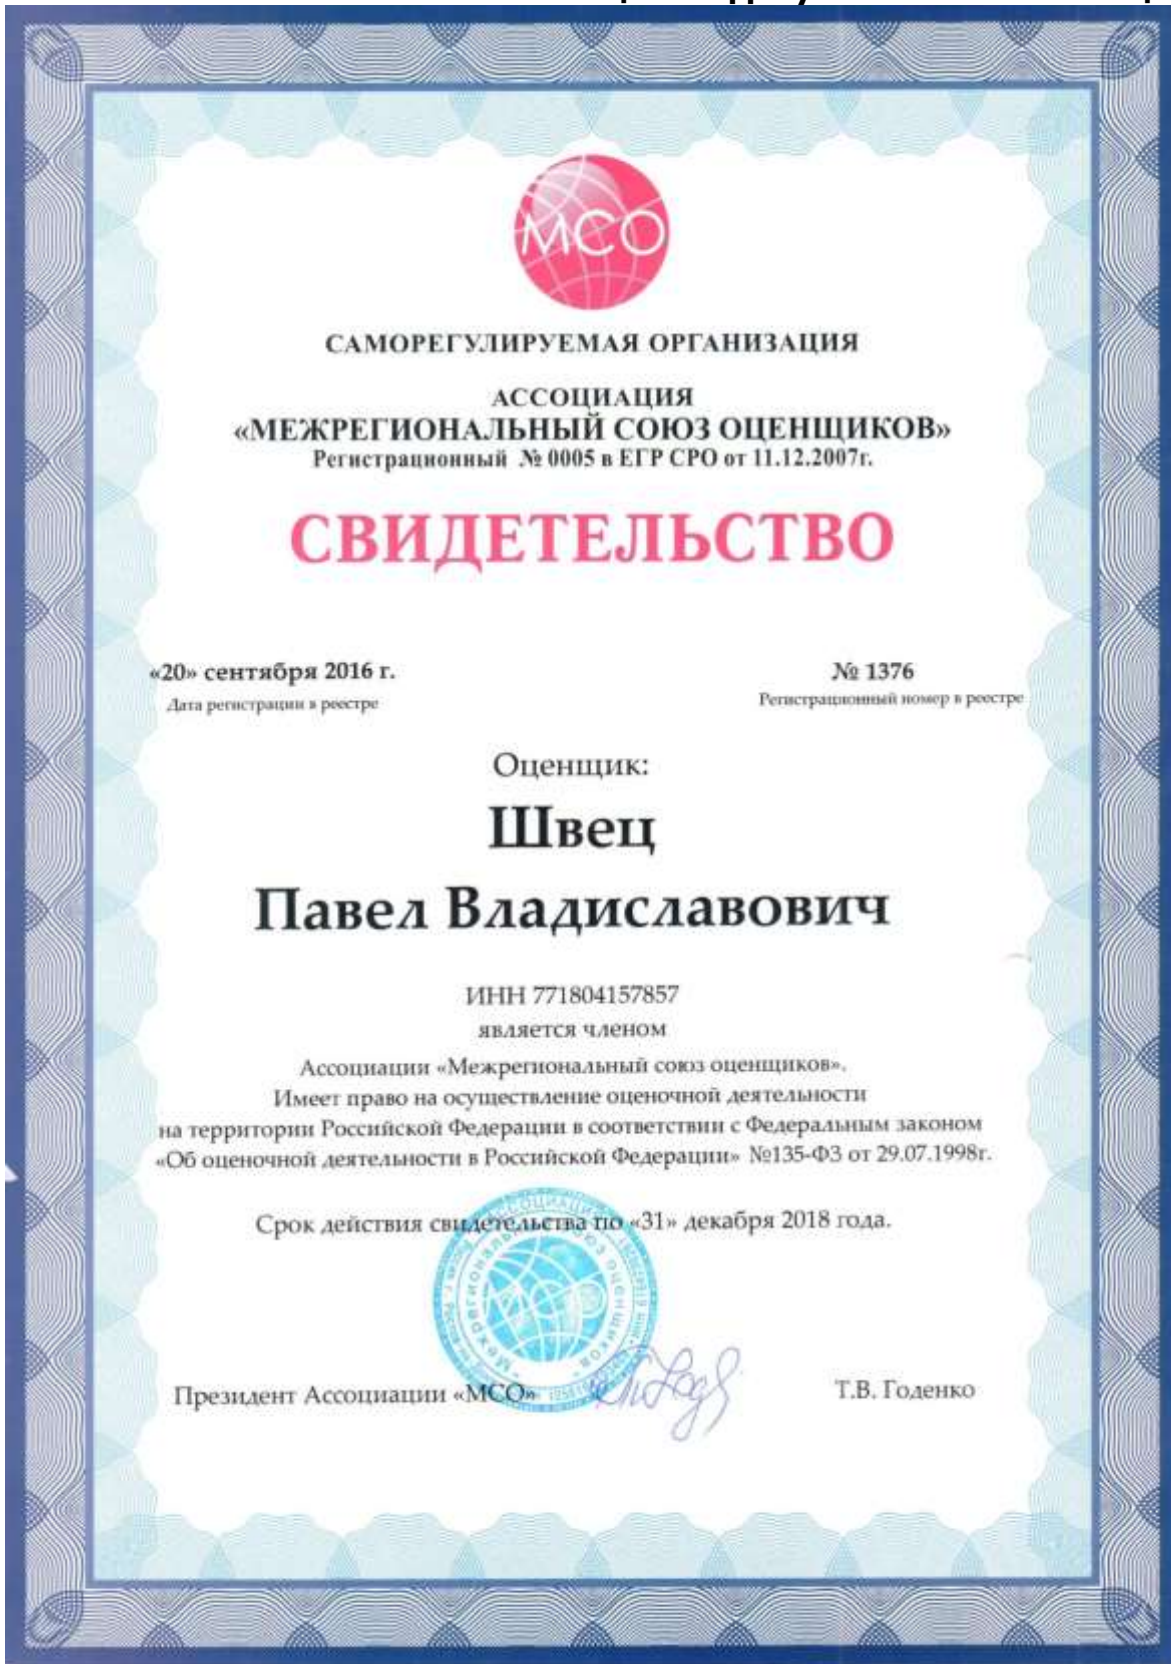 МСО
САМОРЕГУЛИРУЕМАЯ ОРГАНИЗАЦИЯ
АССОЦИАЦИЯ
«МЕЖРЕГИОНАЛЬНЫЙ СОЮЗ ОЦЕНЩИКОВ»
Регистрационный № 0005 в ЕГР СРО от 11.12.2007г.
СВИДЕТЕЛЬСТВО
«20» сентября 2016 г. № 1376
Дата регистрации в реестре Регистрационный номер в реестре
Оценщик:
Швец
Павел Владиславович
ИНН 771804157857
является членом
Ассоциации «Межрегиональный союз оценщиков».
Имеет право на осуществление оценочной деятельности
на территории Российской Федерации в соответствии с Федеральным законом
«Об оценочной деятельности в Российской Федерации» №135-ФЗ от 29.07.1998г.
Срок действия свидетельства по «31» декабря 2018 года.
АССОЦИАЦИЯ
Межрегиональный союз оценщиков
Президент Ассоциации «МСО» Т.В. Годенко